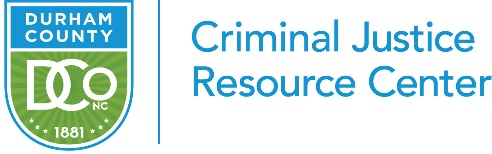 DURHAM
COUNTY
DCo
NC
1881
Criminal Justice
Resource Center